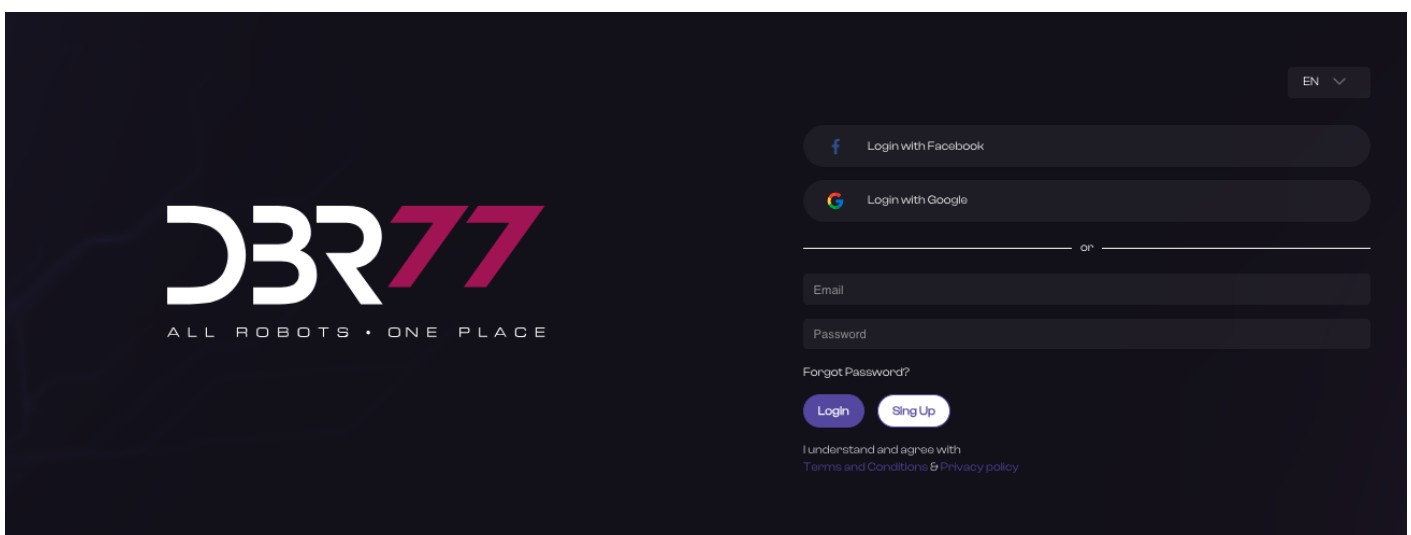 EN
Login with Facebook
Login with Google
DBR77
ALL ROBOTS • ONE PLACE
or
Email
Password
Forgot Password?
Login
Sing Up
I understand and agree with
Terms and Conditions & Privacy policy